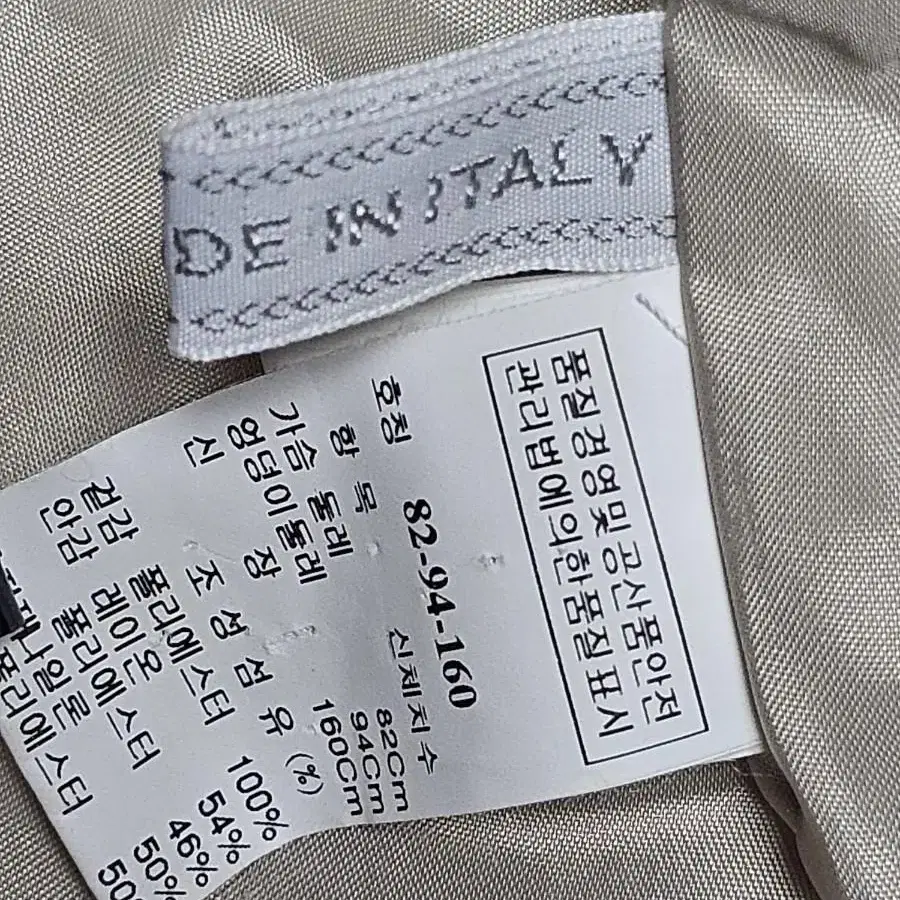 DE IN ITALY
품질경영및공산품안전
관리법에의한품질표시
호칭 82-94-160
항 목 신체치수
가슴 둘레 82Cm
엉덩이둘레 94Cm
신 장 160Cm
조 성 섬 유 (%)
겉감 폴리에스터 100%
안감 레이온 54%
폴리에스터 46%
나일론 50%
폴리에스터 50